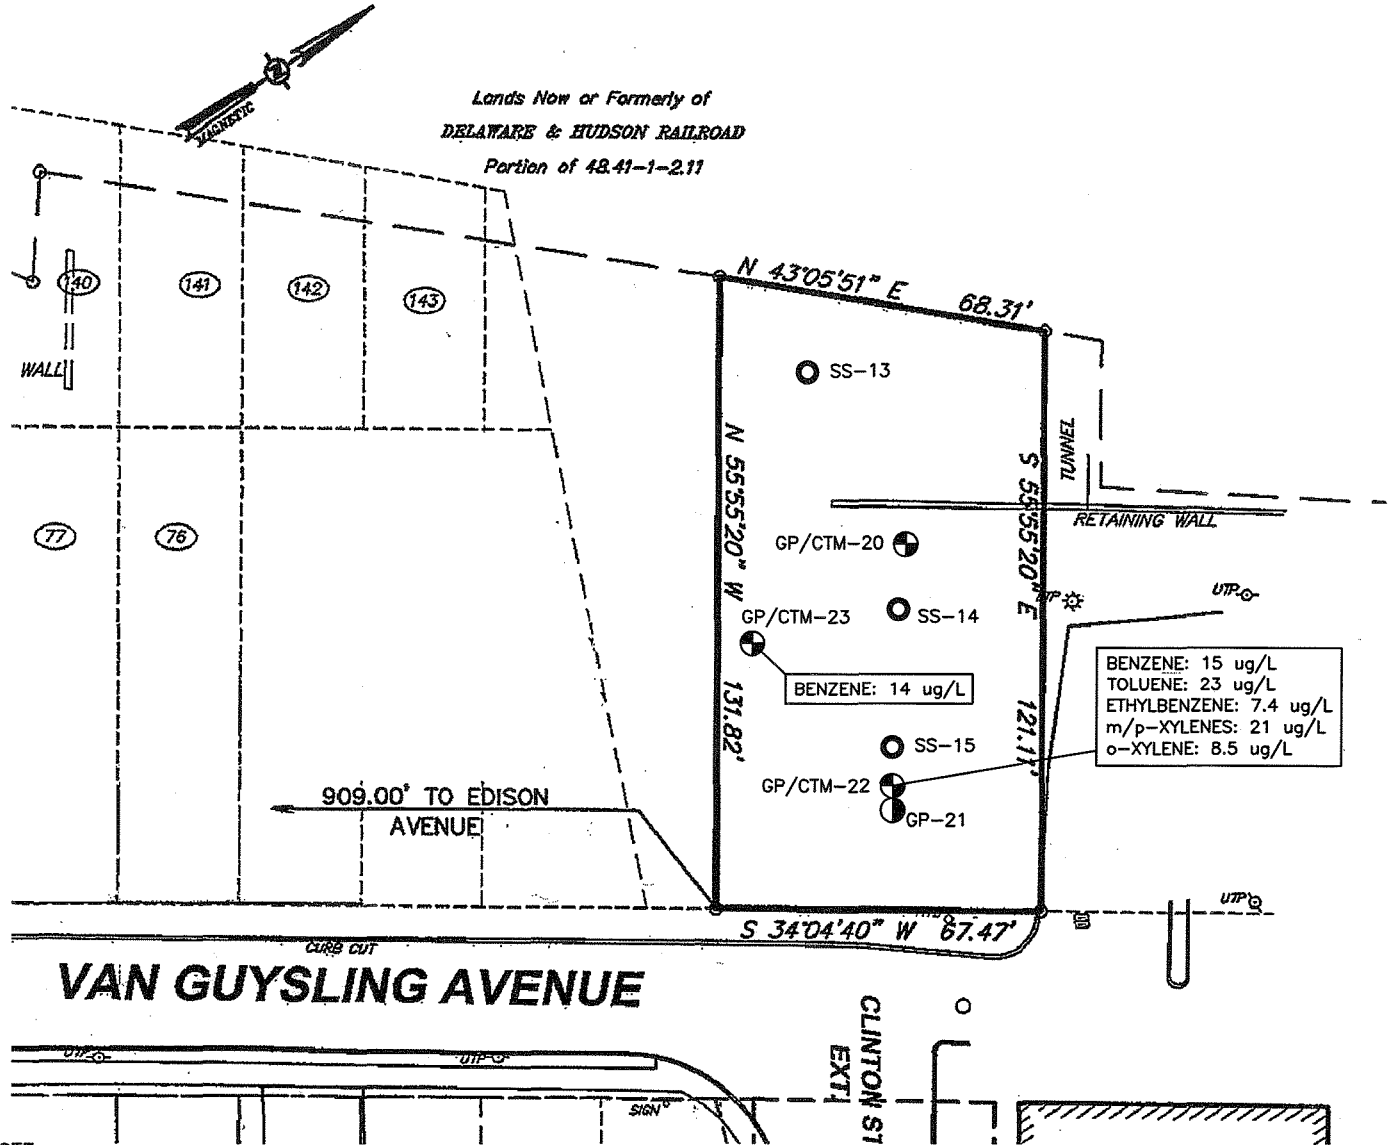 MAGNETIC
Lands Now or Formerly of
DELAWARE & HUDSON RAILROAD
Portion of 48.41-1-2.11
140
141
142
143
WALL
77
76
N 43°05'51" E 68.31'
SS-13
N 55°55'20" W 131.82'
S 55°55'20" E 121.11'
TUNNEL
RETAINING WALL
GP/CTM-20
UTP
UTP
SS-14
GP/CTM-23
BENZENE: 14 ug/L
BENZENE: 15 ug/L
TOLUENE: 23 ug/L
ETHYLBENZENE: 7.4 ug/L
m/p-XYLENES: 21 ug/L
o-XYLENE: 8.5 ug/L
SS-15
GP/CTM-22
GP-21
909.00' TO EDISON
AVENUE
UTP
S 34°04'40" W 67.47'
CURB CUT
VAN GUYSLING AVENUE
CLINTON ST
EXT.
UTP
UTP
SIGN